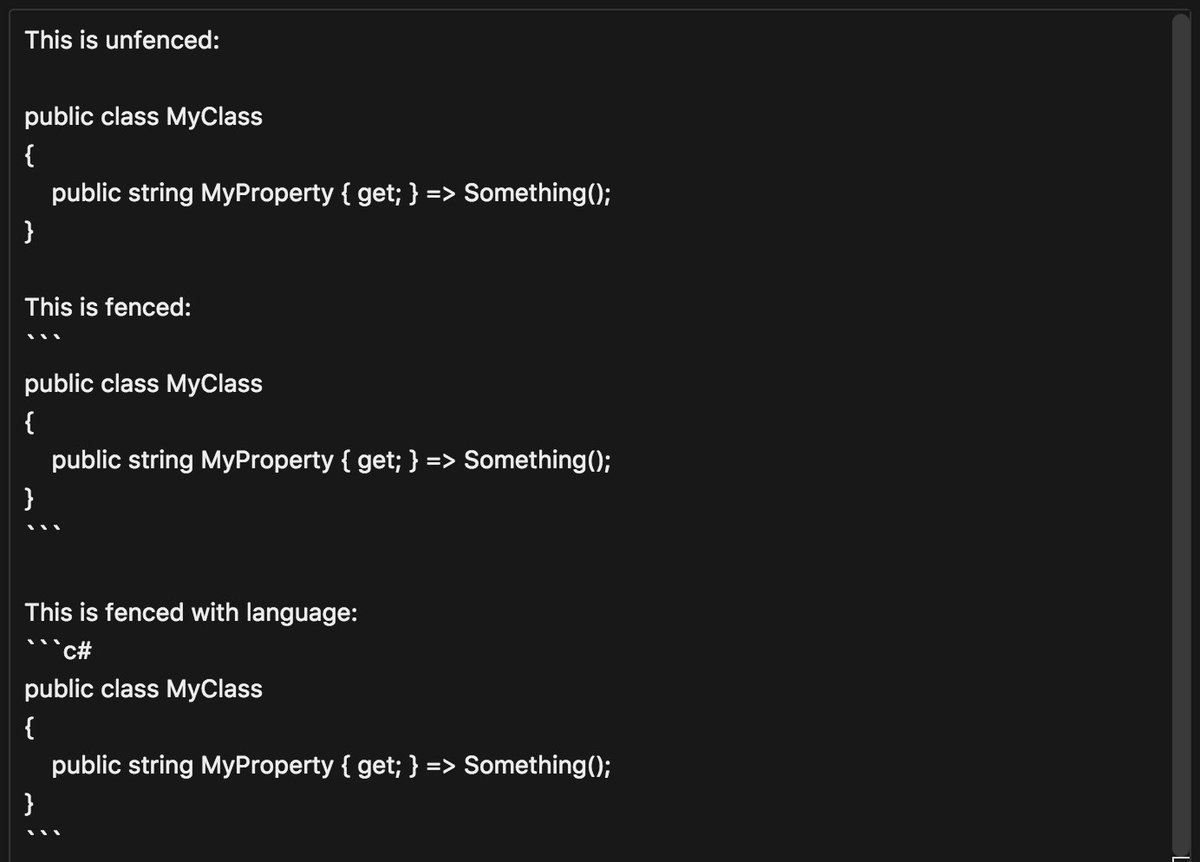 This is unfenced:

public class MyClass
{
    public string MyProperty { get; } => Something();
}

This is fenced:
```
public class MyClass
{
    public string MyProperty { get; } => Something();
}
```

This is fenced with language:
```c#
public class MyClass
{
    public string MyProperty { get; } => Something();
}
```